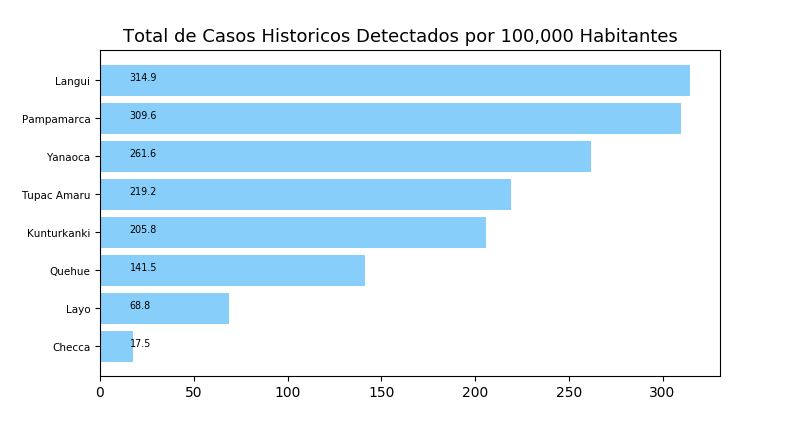 Total de Casos Historicos Detectados por 100,000 Habitantes
Langui 314.9
Pampamarca 309.6
Yanaoca 261.6
Tupac Amaru 219.2
Kunturkanki 205.8
Quehue 141.5
Layo 68.8
Checca 17.5
0 50 100 150 200 250 300